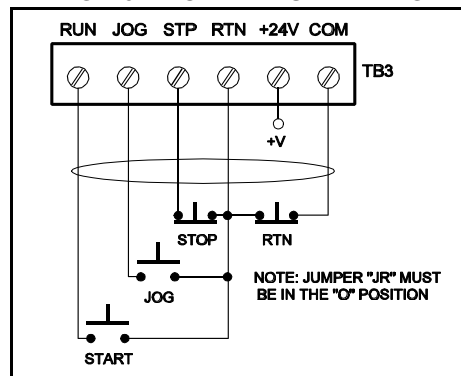 RUN JOG STP RTN +24V COM
TB3
+V
STOP RTN
JOG
NOTE: JUMPER "JR" MUST
BE IN THE "O" POSITION
START